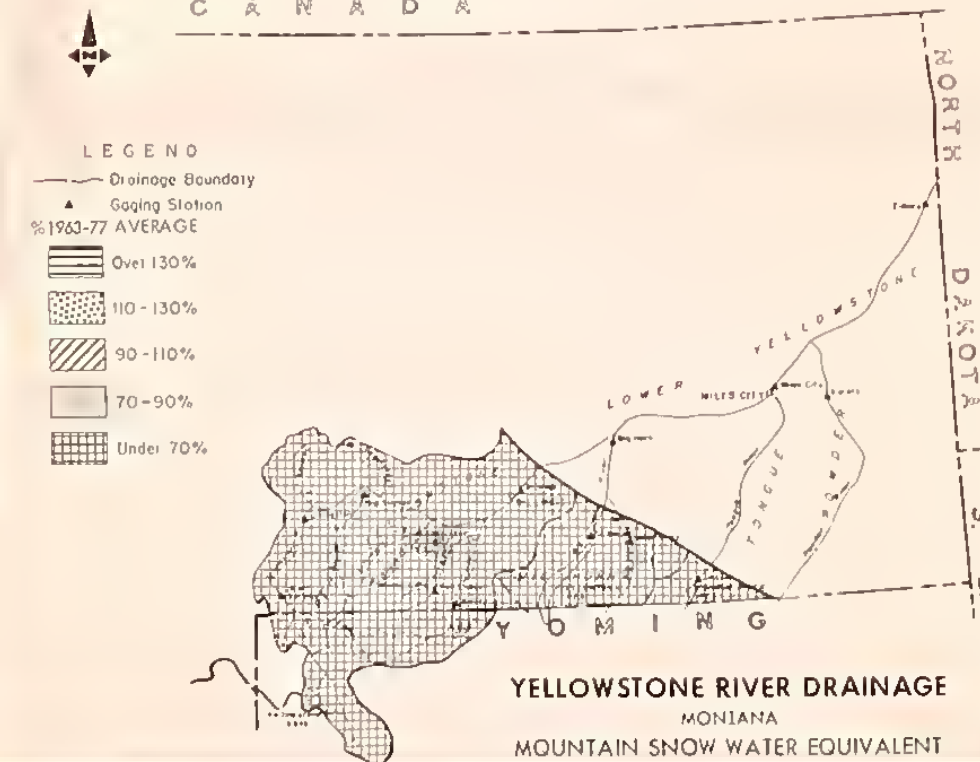 CANADA
N
LEGEND
Drainage Boundary
Gaging Station
% 1963-77 AVERAGE
Over 130%
110-130%
90-110%
70-90%
Under 70%
NORTH
DAKOTA
LOWER YELLOWSTONE
MILES CITY
TONGUE
POWDER
YOMING
YELLOWSTONE RIVER DRAINAGE
MONTANA
MOUNTAIN SNOW WATER EQUIVALENT